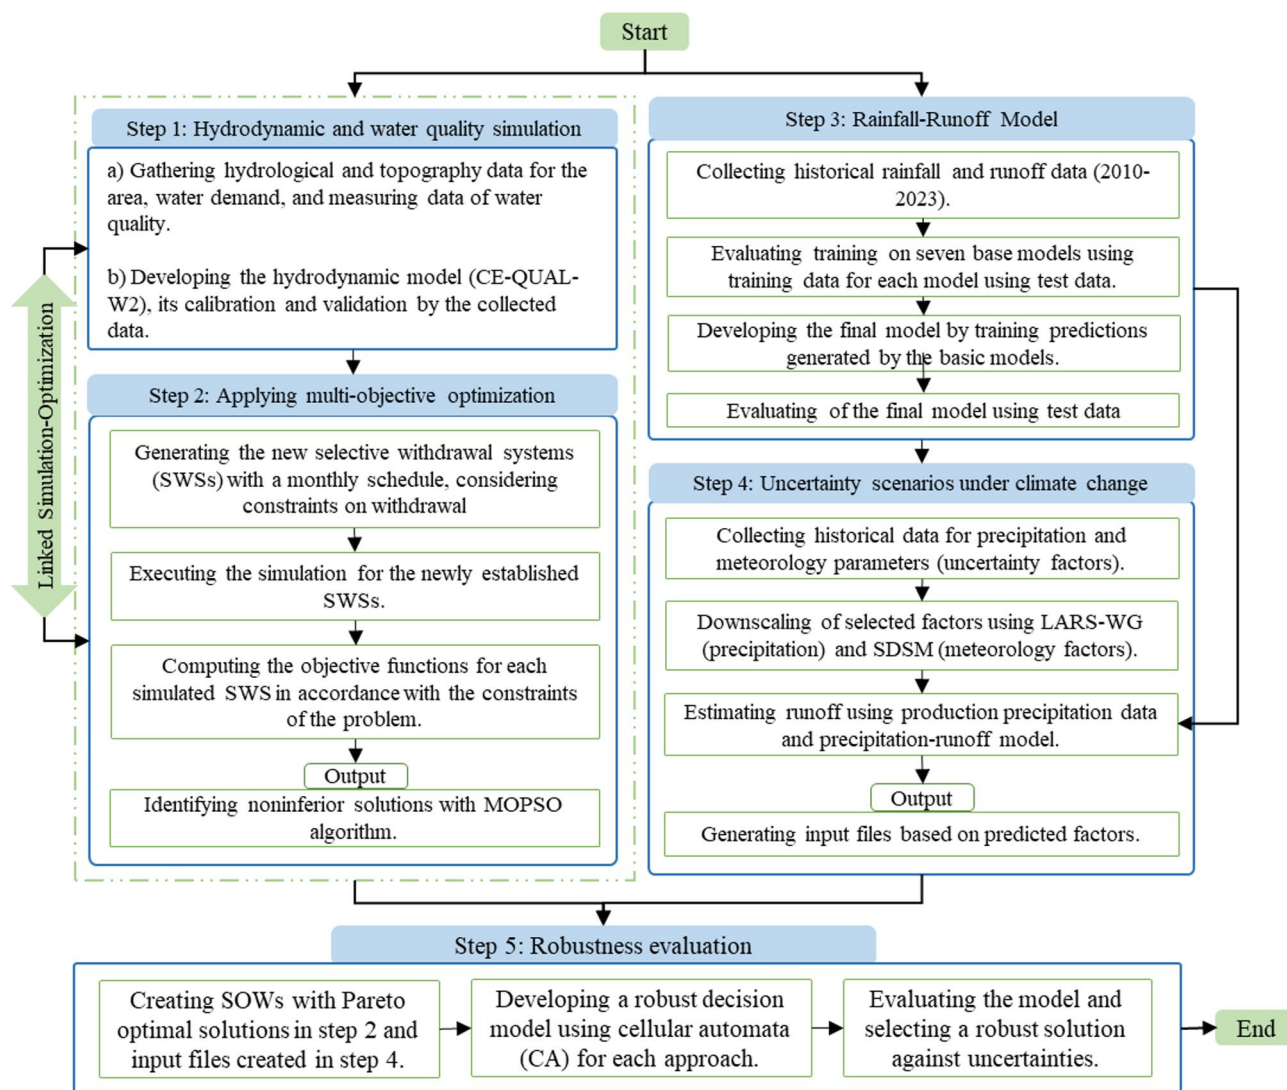 Start
Step 1: Hydrodynamic and water quality simulation
a) Gathering hydrological and topography data for the
area, water demand, and measuring data of water
quality.
b) Developing the hydrodynamic model (CE-QUAL-
W2), its calibration and validation by the collected
data.
Linked Simulation-Optimization
Step 2: Applying multi-objective optimization
Generating the new selective withdrawal systems
(SWSs) with a monthly schedule, considering
constraints on withdrawal
Executing the simulation for the newly established
SWSs.
Computing the objective functions for each
simulated SWS in accordance with the constraints
of the problem.
Output
Identifying noninferior solutions with MOPSO
algorithm.
Step 3: Rainfall-Runoff Model
Collecting historical rainfall and runoff data (2010-
2023).
Evaluating training on seven base models using
training data for each model using test data.
Developing the final model by training predictions
generated by the basic models.
Evaluating of the final model using test data
Step 4: Uncertainty scenarios under climate change
Collecting historical data for precipitation and
meteorology parameters (uncertainty factors).
Downscaling of selected factors using LARS-WG
(precipitation) and SDSM (meteorology factors).
Estimating runoff using production precipitation data
and precipitation-runoff model.
Output
Generating input files based on predicted factors.
Step 5: Robustness evaluation
Creating SOWs with Pareto
optimal solutions in step 2 and
input files created in step 4.
Developing a robust decision
model using cellular automata
(CA) for each approach.
Evaluating the model and
selecting a robust solution
against uncertainties.
End